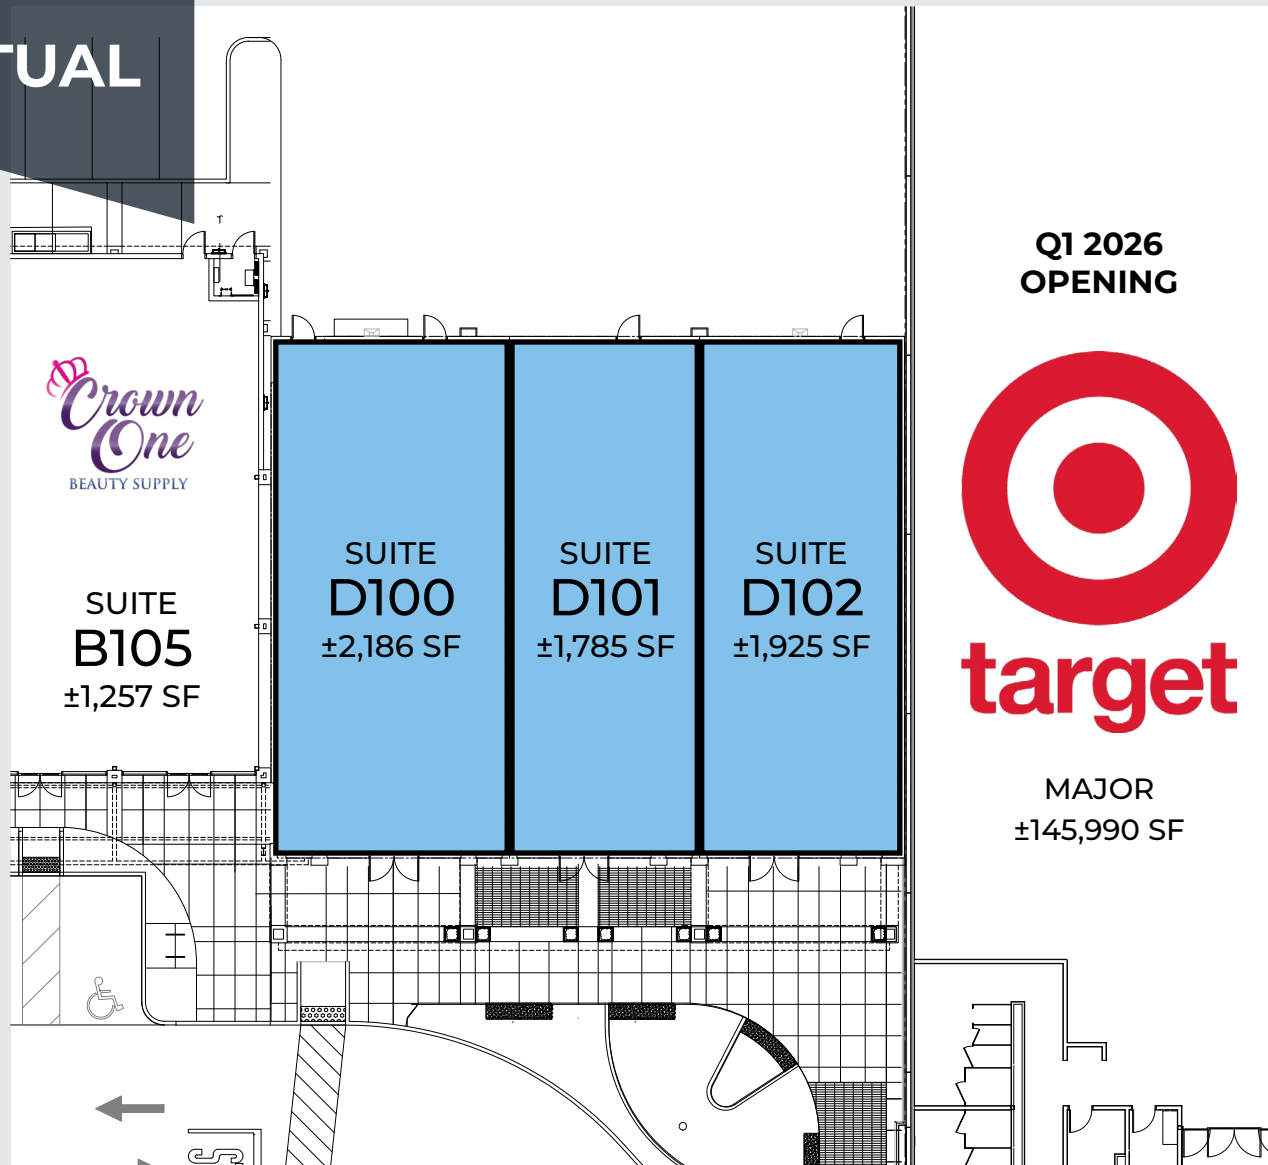 TUAL
Q1 2026
OPENING
Crown
One
BEAUTY SUPPLY
SUITE
B105
±1,257 SF
SUITE
D100
±2,186 SF
SUITE
D101
±1,785 SF
SUITE
D102
±1,925 SF
target
MAJOR
±145,990 SF